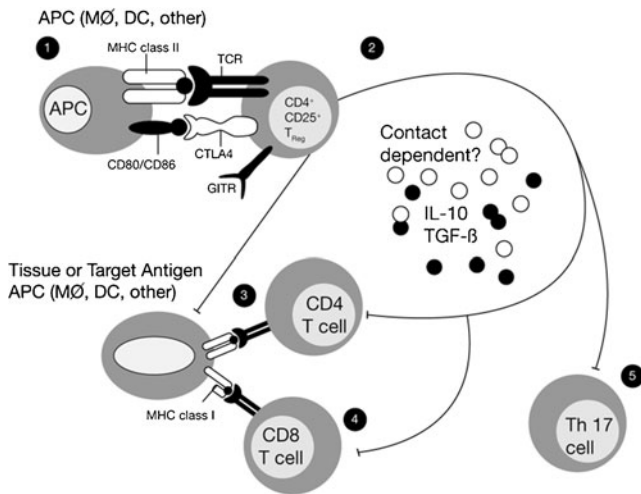 APC (MØ, DC, other)
1
MHC class II
TCR
2
APC
CD4⁺
CD25⁺
TReg
CD80/CD86
CTLA4
GITR
Contact
dependent?
IL-10
TGF-ß
Tissue or Target Antigen
APC (MØ, DC, other)
3
CD4
T cell
MHC class I
4
CD8
T cell
5
Th 17
cell